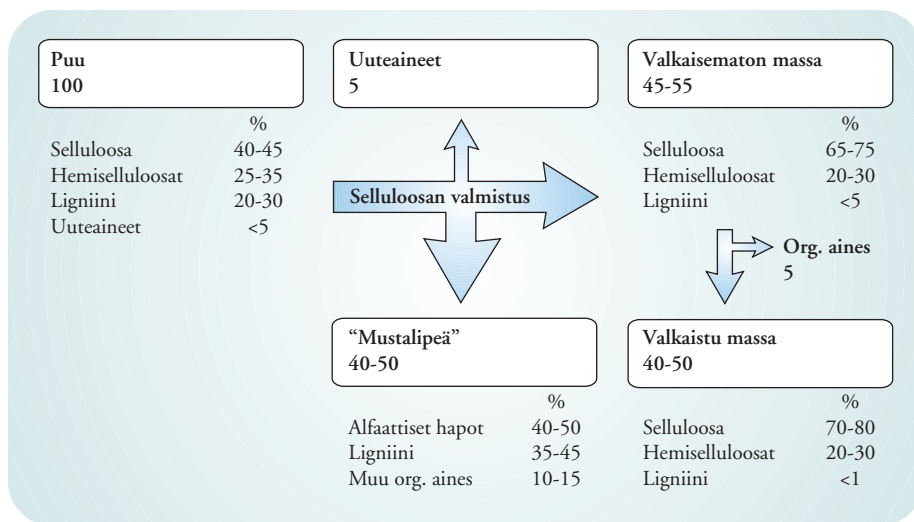 Puu
100
%
Selluloosa 40-45
Hemiselluloosat 25-35
Ligniini 20-30
Uuteaineet <5
Uuteaineet
5
Selluloosan valmistus
Valkaisematon massa
45-55
%
Selluloosa 65-75
Hemiselluloosat 20-30
Ligniini <5
Org. aines
5
“Mustalipeä”
40-50
%
Alfaattiset hapot 40-50
Ligniini 35-45
Muu org. aines 10-15
Valkaistu massa
40-50
%
Selluloosa 70-80
Hemiselluloosat 20-30
Ligniini <1